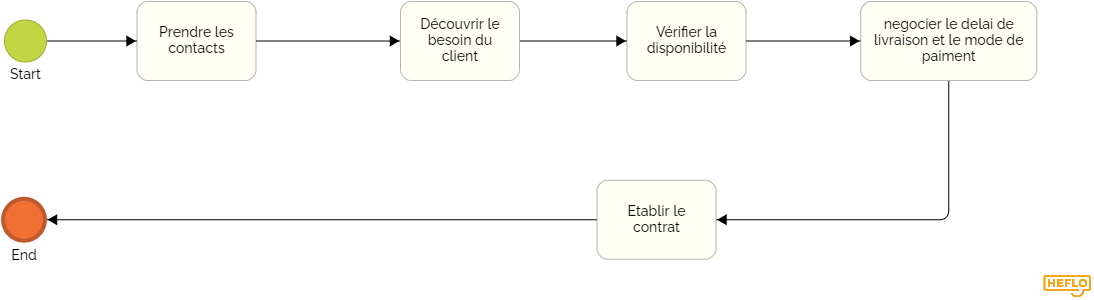 Start
Prendre les
contacts
Découvrir le
besoin du
client
Vérifier la
disponibilité
negocier le delai de
livraison et le mode de
paiment
Etablir le
contrat
End
HEFLO